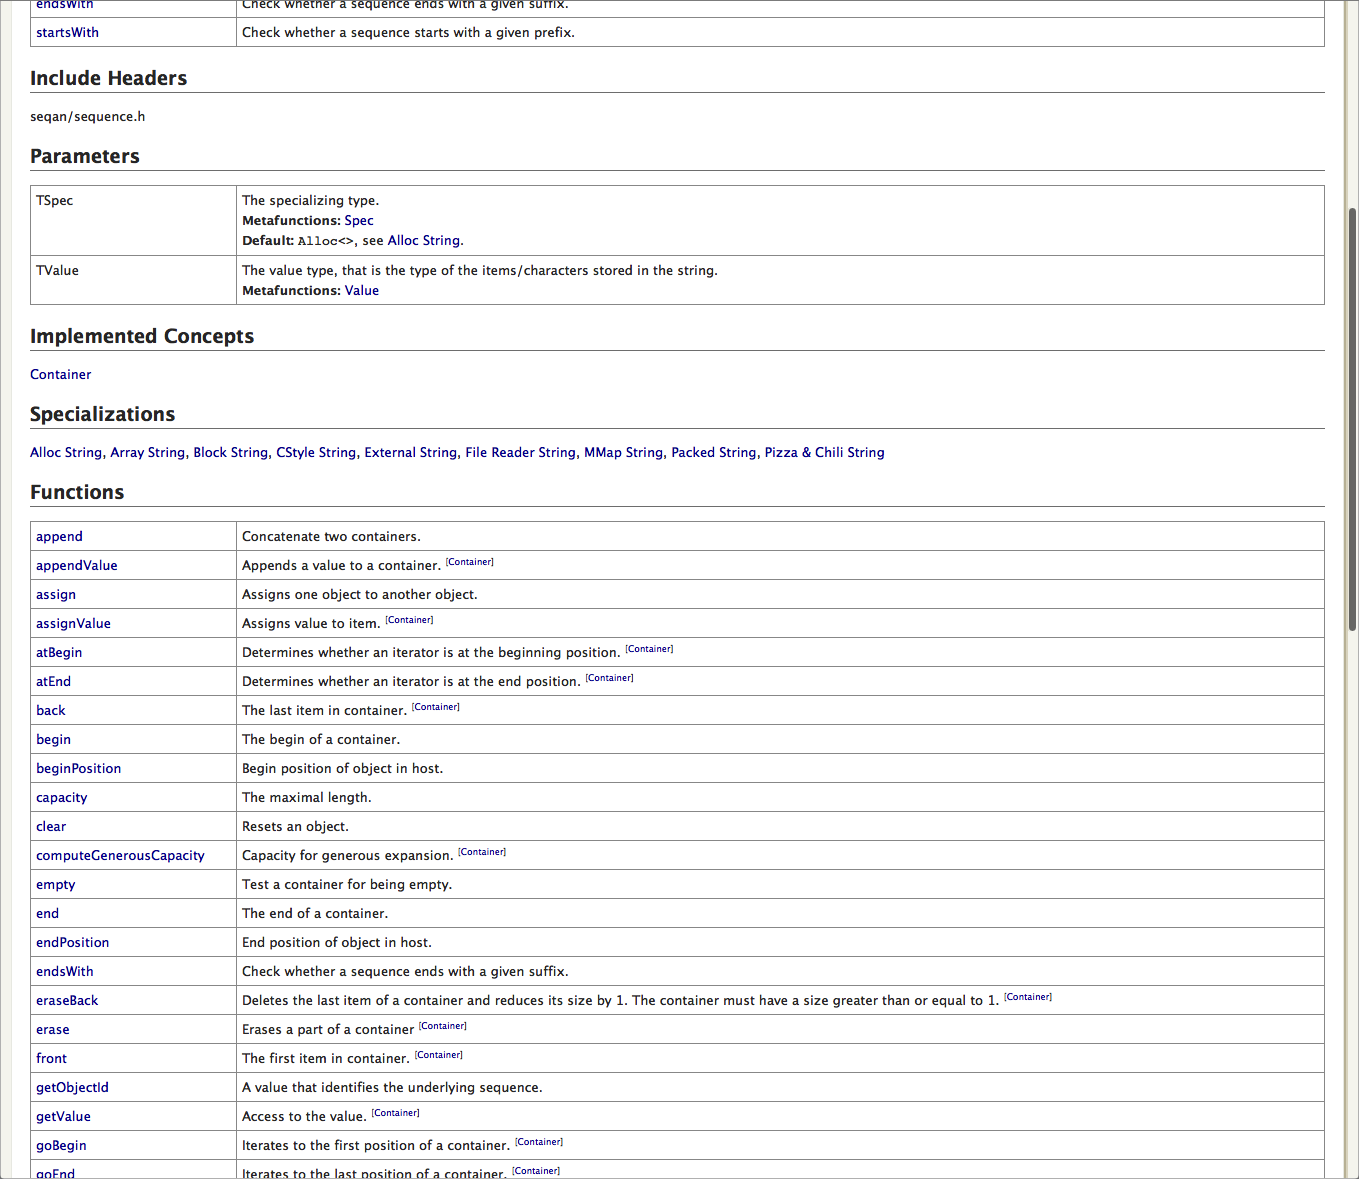 endsWith Check whether a sequence ends with a given suffix.
startsWith Check whether a sequence starts with a given prefix.
Include Headers
seqan/sequence.h
Parameters
TSpec The specializing type.
Metafunctions: Spec
Default: Alloc<>, see Alloc String.
TValue The value type, that is the type of the items/characters stored in the string.
Metafunctions: Value
Implemented Concepts
Container
Specializations
Alloc String, Array String, Block String, CStyle String, External String, File Reader String, MMap String, Packed String, Pizza & Chili String
Functions
append Concatenate two containers.
appendValue Appends a value to a container. [Container]
assign Assigns one object to another object.
assignValue Assigns value to item. [Container]
atBegin Determines whether an iterator is at the beginning position. [Container]
atEnd Determines whether an iterator is at the end position. [Container]
back The last item in container. [Container]
begin The begin of a container.
beginPosition Begin position of object in host.
capacity The maximal length.
clear Resets an object.
computeGenerousCapacity Capacity for generous expansion. [Container]
empty Test a container for being empty.
end The end of a container.
endPosition End position of object in host.
endsWith Check whether a sequence ends with a given suffix.
eraseBack Deletes the last item of a container and reduces its size by 1. The container must have a size greater than or equal to 1. [Container]
erase Erases a part of a container [Container]
front The first item in container. [Container]
getObjectId A value that identifies the underlying sequence.
getValue Access to the value. [Container]
goBegin Iterates to the first position of a container. [Container]
goEnd Iterates to the last position of a container. [Container]